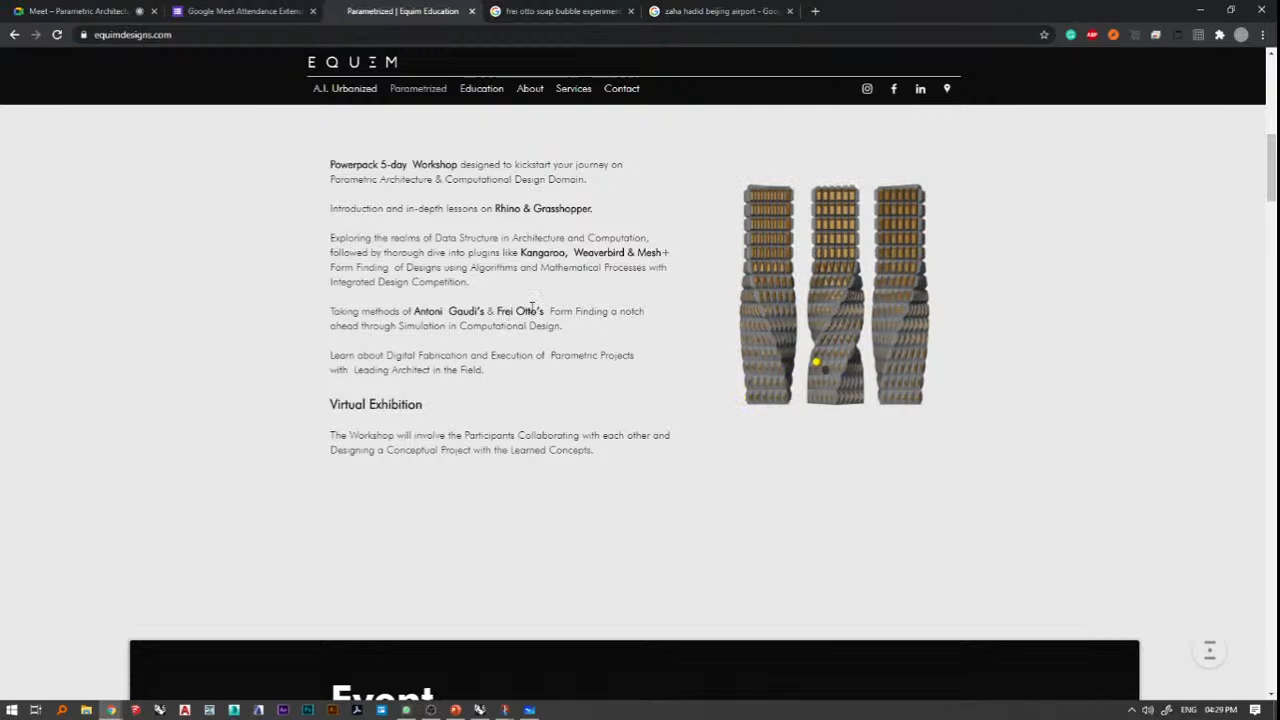 Meet – Parametric Architectu
Google Meet Attendance Extens
Parametrized | Equim Education
frei otto soap bubble experiment
zaha hadid beijing airport - Goog
equimdesigns.com
EQUIM
A.I. Urbanized Parametrized Education About Services Contact
Powerpack 5-day Workshop designed to kickstart your journey on
Parametric Architecture & Computational Design Domain.
Introduction and in-depth lessons on Rhino & Grasshopper.
Exploring the realms of Data Structure in Architecture and Computation,
followed by thorough dive into plugins like Kangaroo, Weaverbird & Mesh+
Form Finding of Designs using Algorithms and Mathematical Processes with
Integrated Design Competition.
Taking methods of Antoni Gaudi's & Frei Otto's Form Finding a notch
ahead through Simulation in Computational Design.
Learn about Digital Fabrication and Execution of Parametric Projects
with Leading Architect in the Field.
Virtual Exhibition
The Workshop will involve the Participants Collaborating with each other and
Designing a Conceptual Project with the Learned Concepts.
Event
ENG 04:29 PM